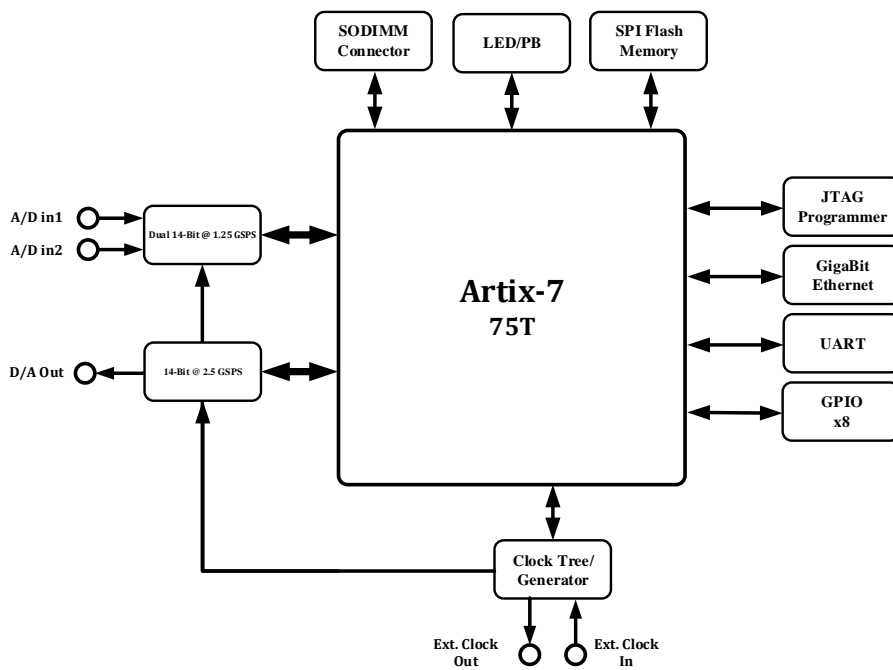 SODIMM
Connector
LED/PB
SPI Flash
Memory
A/D in1
A/D in2
Dual 14-Bit @ 1.25 GSPS
JTAG
Programmer
GigaBit
Ethernet
Artix-7
75T
UART
D/A Out
14-Bit @ 2.5 GSPS
GPIO
x8
Clock Tree/
Generator
Ext. Clock
Out
Ext. Clock
In